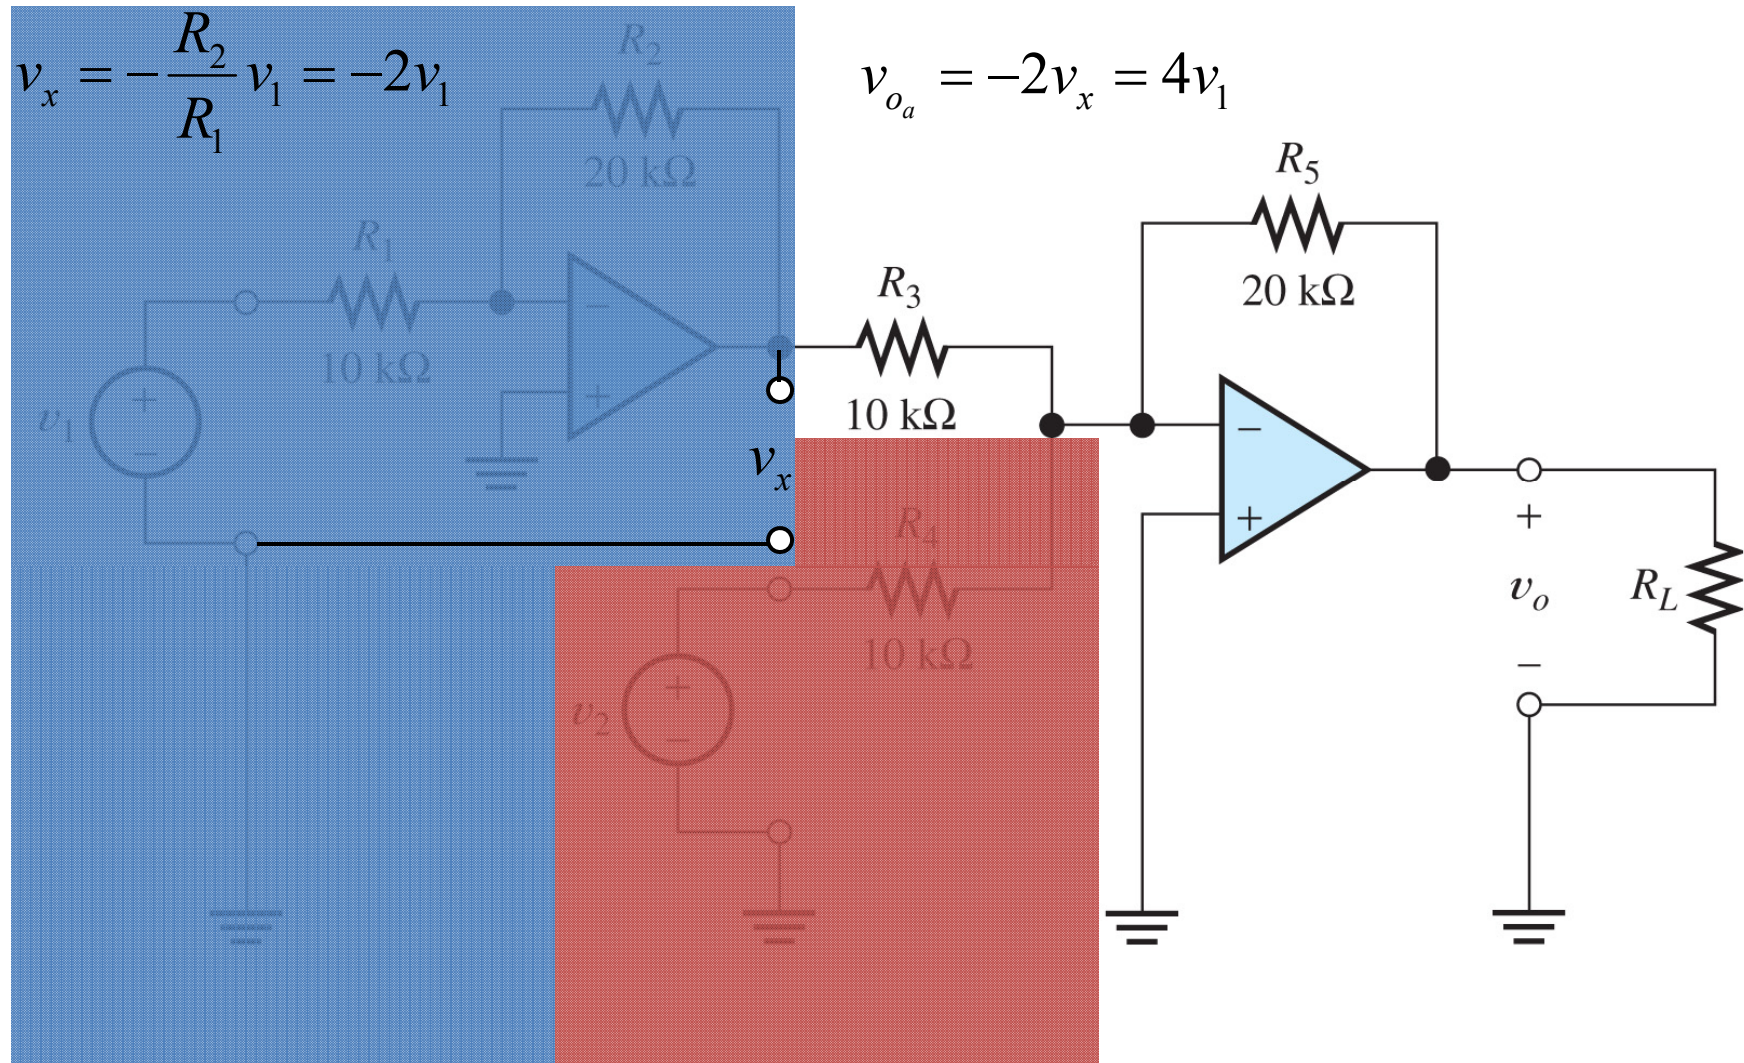 v_x = -\frac{R_2}{R_1} v_1 = -2v_1
v_{o_a} = -2v_x = 4v_1
R_2
20 kΩ
R_5
20 kΩ
R_1
10 kΩ
R_3
10 kΩ
−
+
v_1
+
−
v_x
−
+
R_4
10 kΩ
v_2
+
−
+
v_o
−
R_L